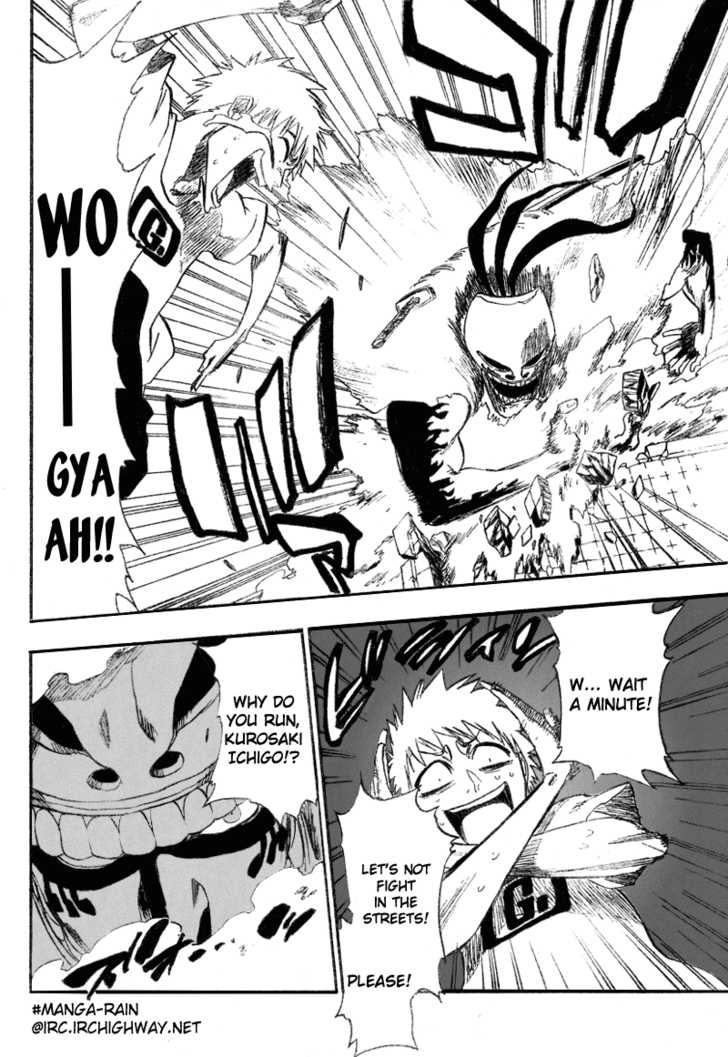 WO
GYA
AH!!
G.
W... WAIT
A MINUTE!
LET'S NOT
FIGHT
IN THE
STREETS!
PLEASE!
G.
WHY DO
YOU RUN,
KUROSAKI
ICHIGO!?
#MANGA-RAIN
@IRC.IRCHIGHWAY.NET